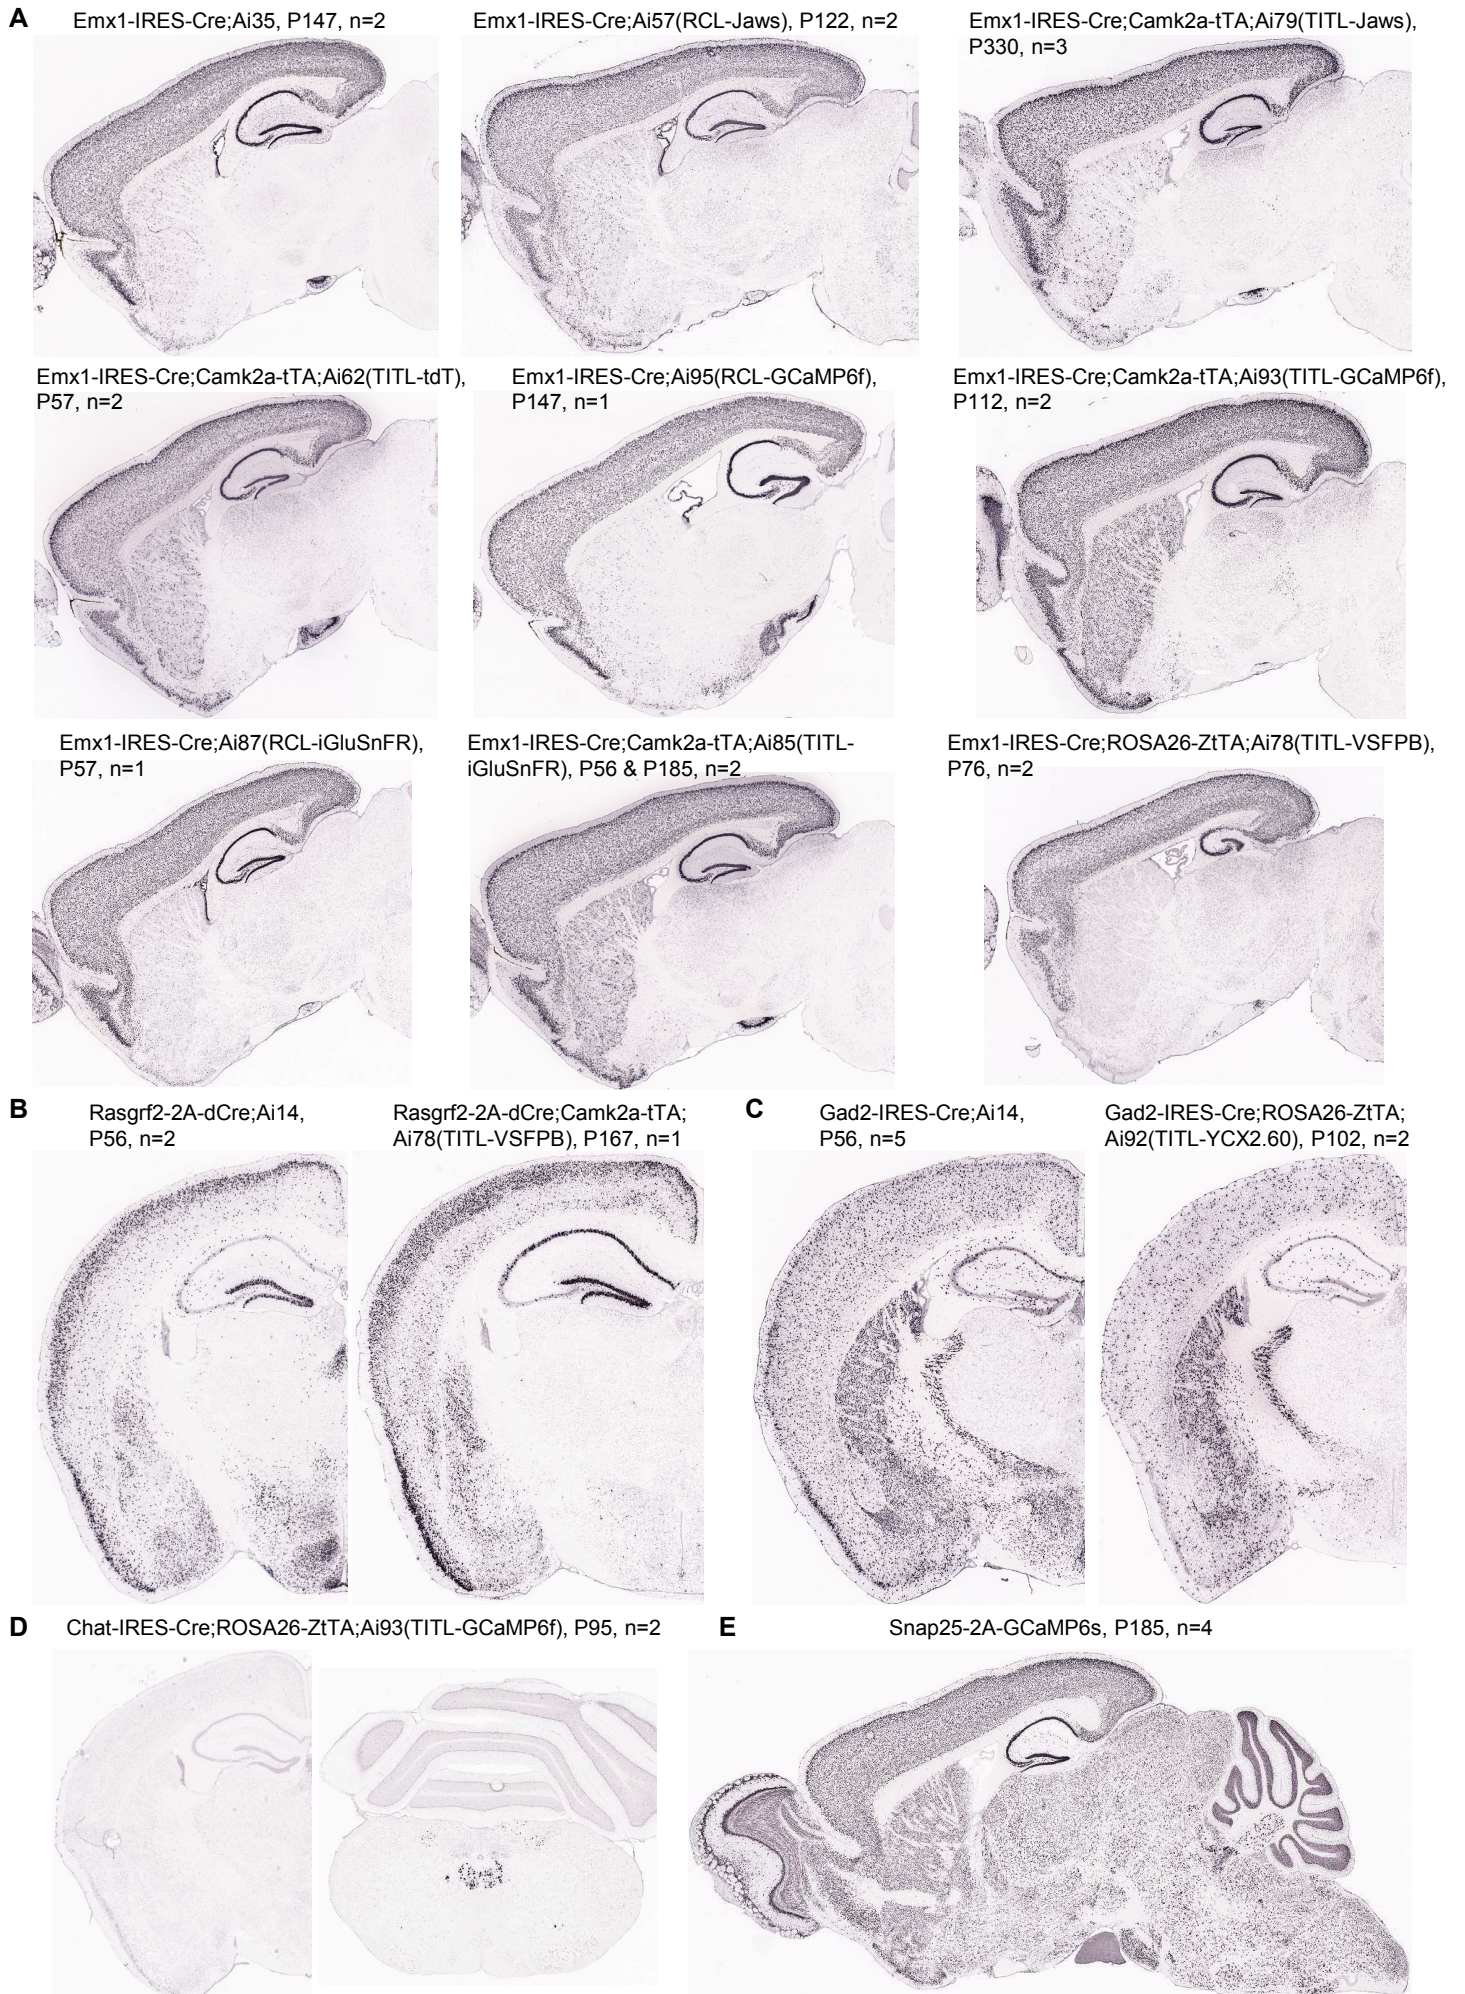 A
Emx1-IRES-Cre;Ai35, P147, n=2
Emx1-IRES-Cre;Ai57(RCL-Jaws), P122, n=2
Emx1-IRES-Cre;Camk2a-tTA;Ai79(TITL-Jaws),
P330, n=3
Emx1-IRES-Cre;Camk2a-tTA;Ai62(TITL-tdT),
P57, n=2
Emx1-IRES-Cre;Ai95(RCL-GCaMP6f),
P147, n=1
Emx1-IRES-Cre;Camk2a-tTA;Ai93(TITL-GCaMP6f),
P112, n=2
Emx1-IRES-Cre;Ai87(RCL-iGluSnFR),
P57, n=1
Emx1-IRES-Cre;Camk2a-tTA;Ai85(TITL-
iGluSnFR), P56 & P185, n=2
Emx1-IRES-Cre;ROSA26-ZtTA;Ai78(TITL-VSFPB),
P76, n=2
B
Rasgrf2-2A-dCre;Ai14,
P56, n=2
Rasgrf2-2A-dCre;Camk2a-tTA;
Ai78(TITL-VSFPB), P167, n=1
C
Gad2-IRES-Cre;Ai14,
P56, n=5
Gad2-IRES-Cre;ROSA26-ZtTA;
Ai92(TITL-YCX2.60), P102, n=2
D
Chat-IRES-Cre;ROSA26-ZtTA;Ai93(TITL-GCaMP6f), P95, n=2
E
Snap25-2A-GCaMP6s, P185, n=4